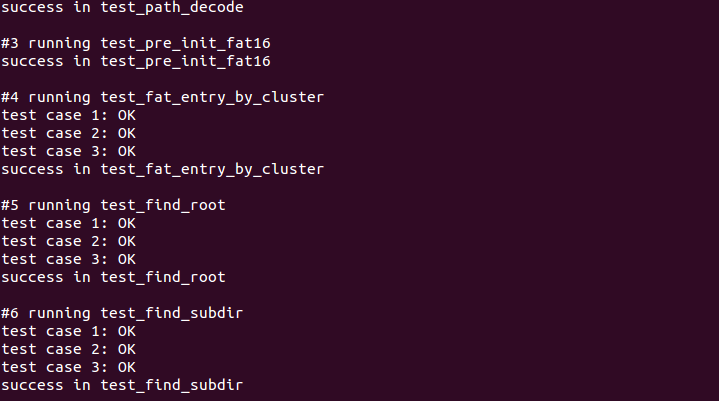 success in test_path_decode
#3 running test_pre_init_fat16
success in test_pre_init_fat16
#4 running test_fat_entry_by_cluster
test case 1: OK
test case 2: OK
test case 3: OK
success in test_fat_entry_by_cluster
#5 running test_find_root
test case 1: OK
test case 2: OK
test case 3: OK
success in test_find_root
#6 running test_find_subdir
test case 1: OK
test case 2: OK
test case 3: OK
success in test_find_subdir